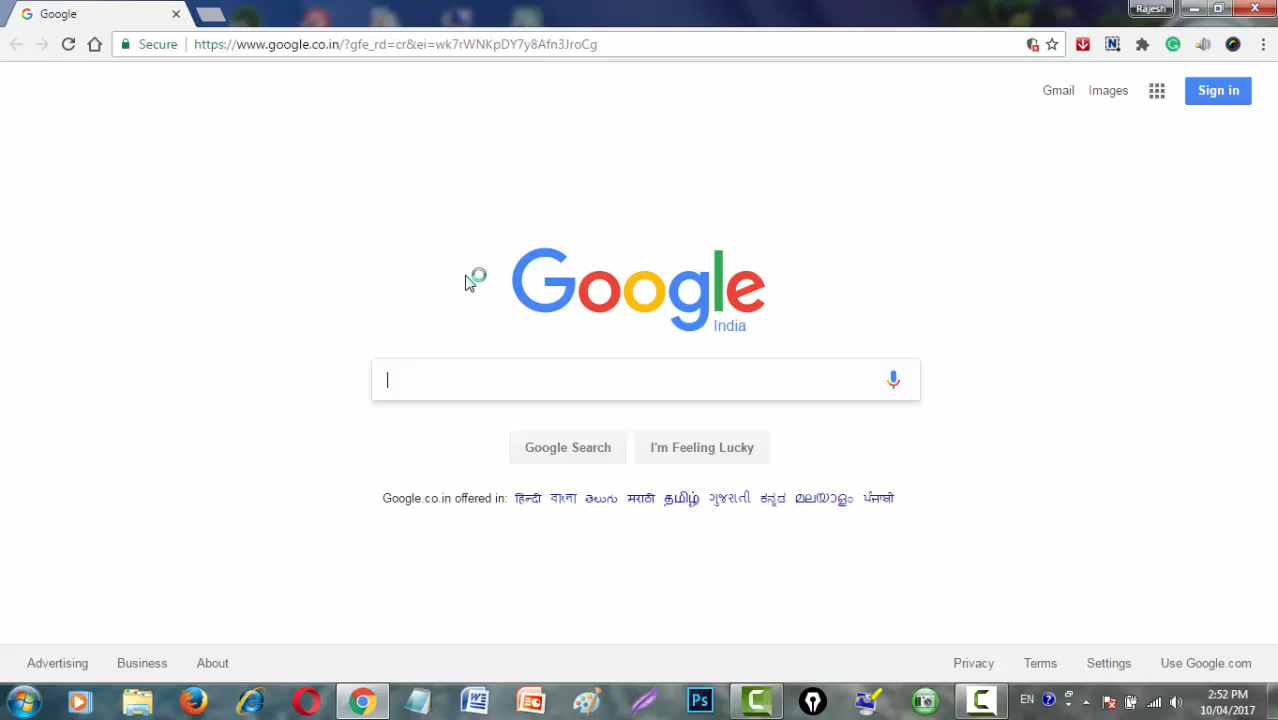 Google
Rajesh
Secure
https://www.google.co.in/?gfe_rd=cr&ei=wk7rWNKpDY7y8Afn3JroCg
Gmail Images Sign in
Google
India
Google Search I'm Feeling Lucky
Google.co.in offered in: हिन्दी বাংলা తెలుగు मराठी தமிழ் ગુજરાતી ಕನ್ನಡ മലയാളം ਪੰਜਾਬੀ
Advertising Business About Privacy Terms Settings Use Google.com
Ps EN 2:52 PM
10/04/2017